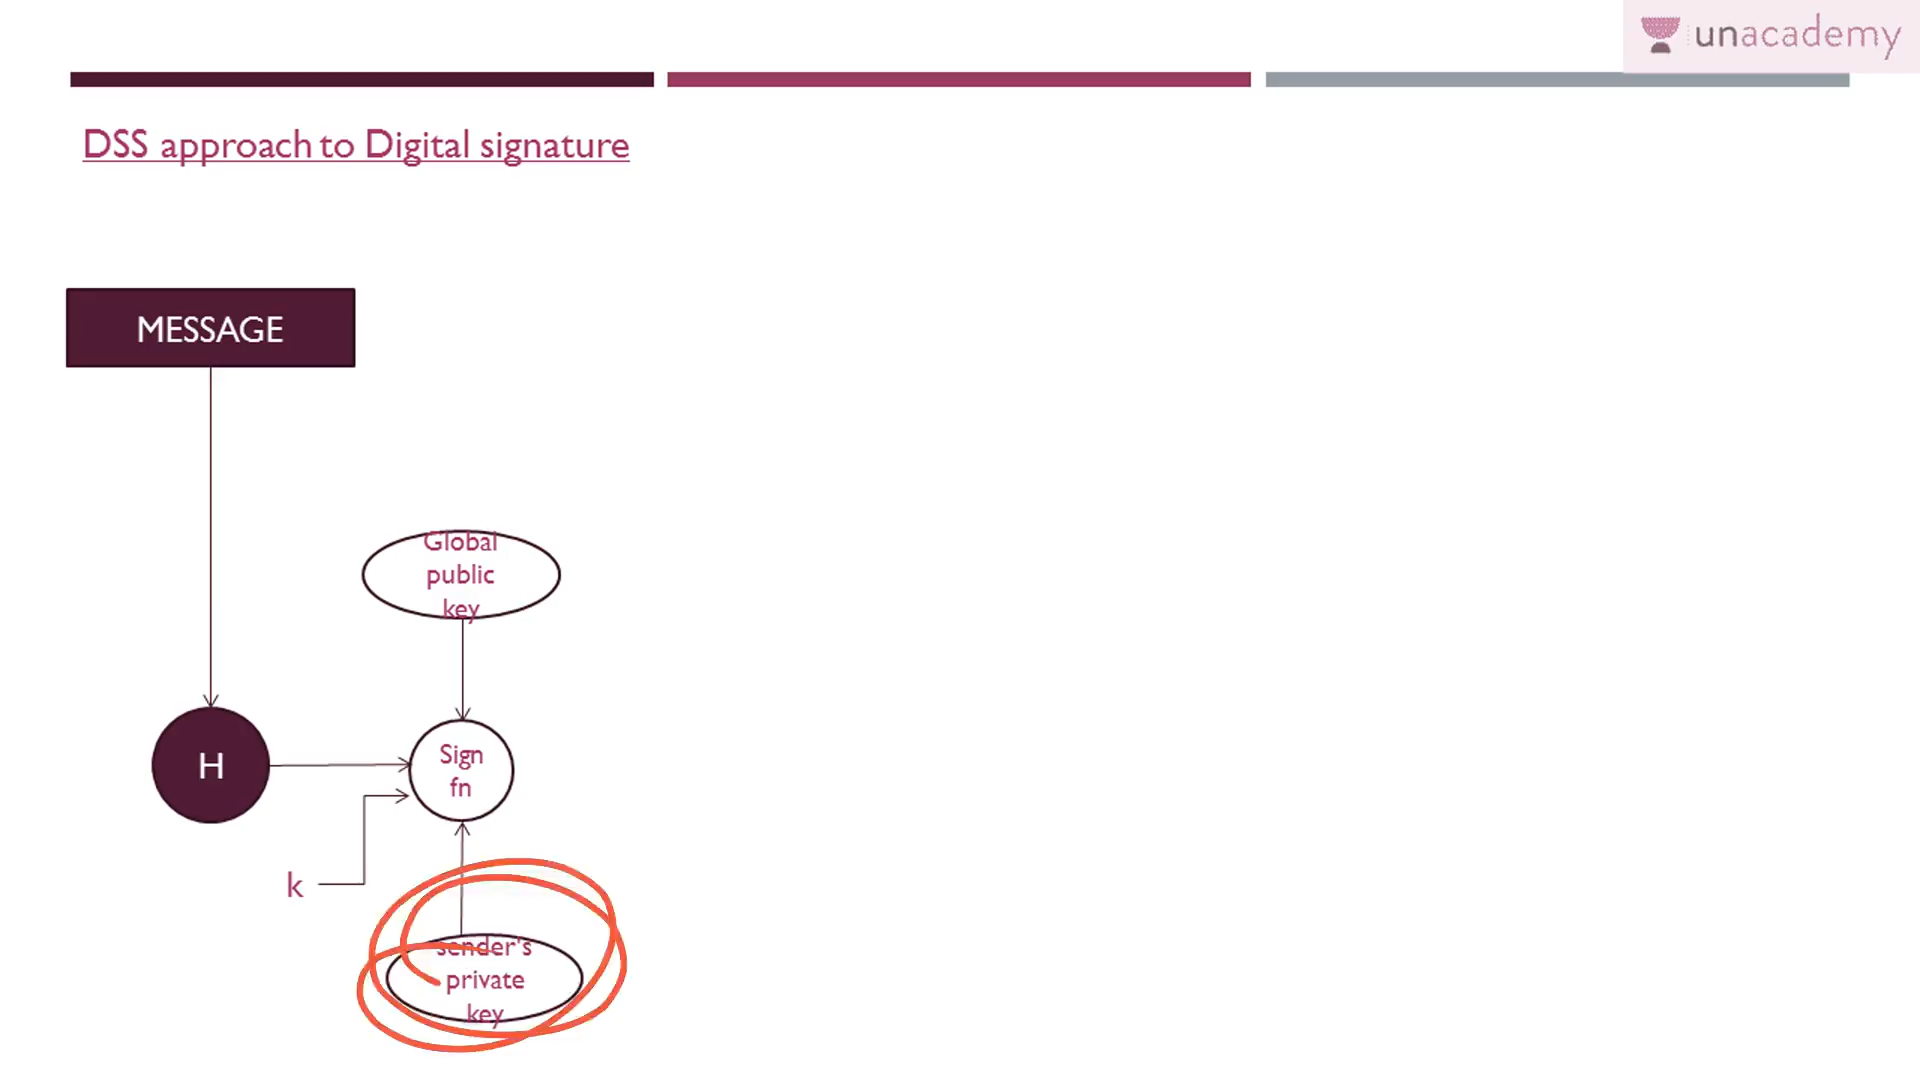 unacademy
DSS approach to Digital signature
MESSAGE
Global
public
key
H
Sign
fn
k
sender's
private
key